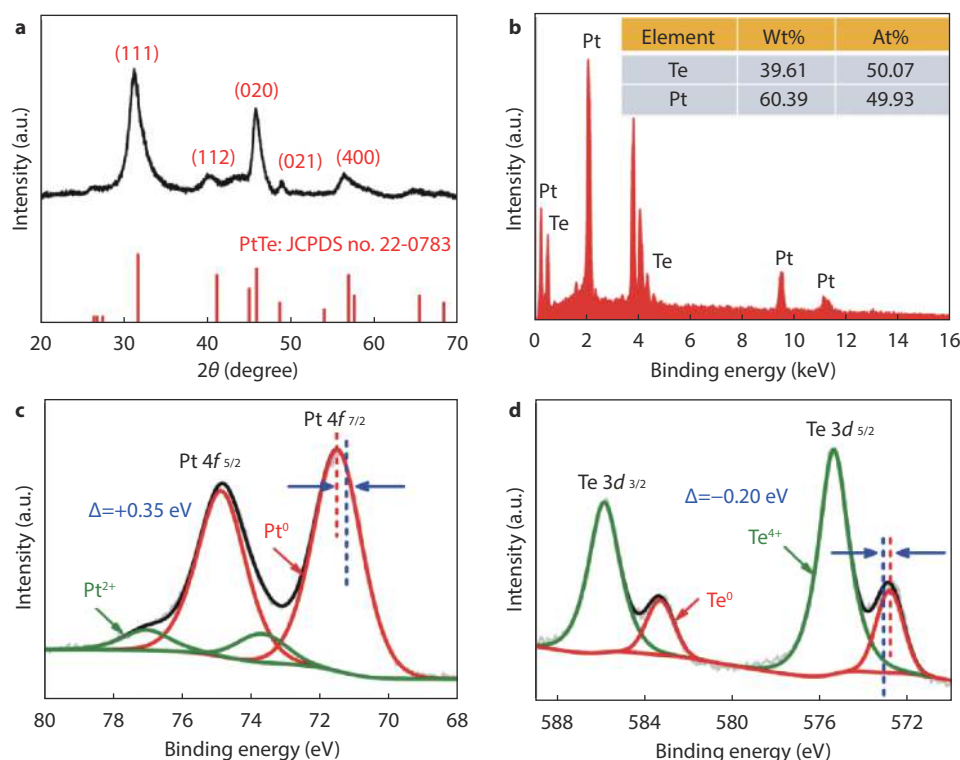 a
(111)
(020)
(112)
(021)
(400)
PtTe: JCPDS no. 22-0783
Intensity (a.u.)
20 30 40 50 60 70
2θ (degree)
b
Element Wt% At%
Te 39.61 50.07
Pt 60.39 49.93
Pt
Pt
Te
Te
Pt
Pt
Intensity (a.u.)
0 2 4 6 8 10 12 14 16
Binding energy (keV)
c
Pt 4f 7/2
Pt 4f 5/2
Δ=+0.35 eV
Pt⁰
Pt²⁺
Intensity (a.u.)
80 77 74 71 68
Binding energy (eV)
d
Te 3d 5/2
Te 3d 3/2
Δ=−0.20 eV
Te⁴⁺
Te⁰
Intensity (a.u.)
588 584 580 576 572
Binding energy (eV)